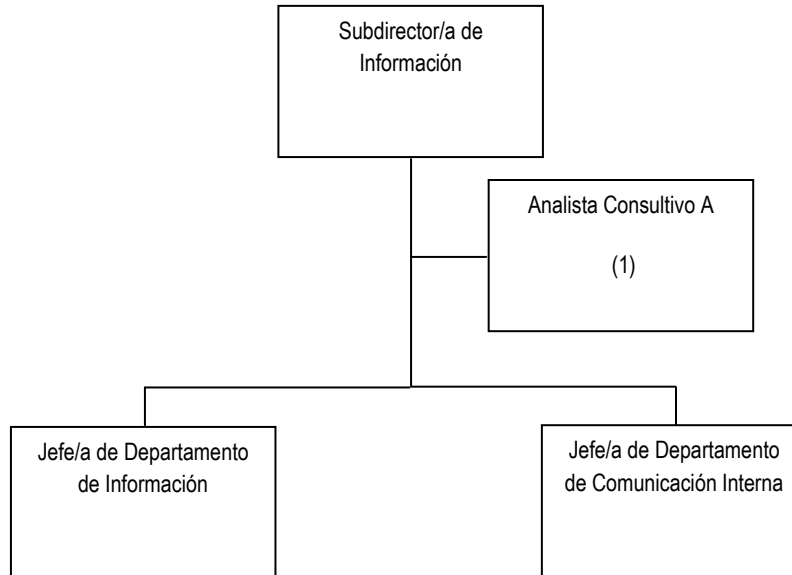 Subdirector/a de
Información
Analista Consultivo A
(1)
Jefe/a de Departamento
de Información
Jefe/a de Departamento
de Comunicación Interna